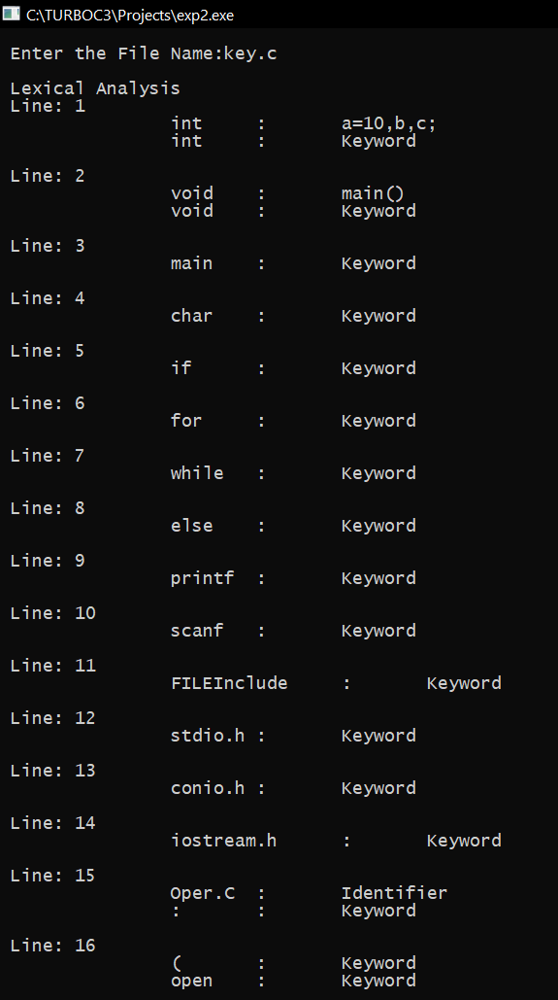 C:\TURBOC3\Projects\exp2.exe
Enter the File Name:key.c
Lexical Analysis
Line: 1
int : a=10,b,c;
int : Keyword
Line: 2
void : main()
void : Keyword
Line: 3
main : Keyword
Line: 4
char : Keyword
Line: 5
if : Keyword
Line: 6
for : Keyword
Line: 7
while : Keyword
Line: 8
else : Keyword
Line: 9
printf : Keyword
Line: 10
scanf : Keyword
Line: 11
FILEInclude : Keyword
Line: 12
stdio.h : Keyword
Line: 13
conio.h : Keyword
Line: 14
iostream.h : Keyword
Line: 15
Oper.C : Identifier
: : Keyword
Line: 16
( : Keyword
open : Keyword